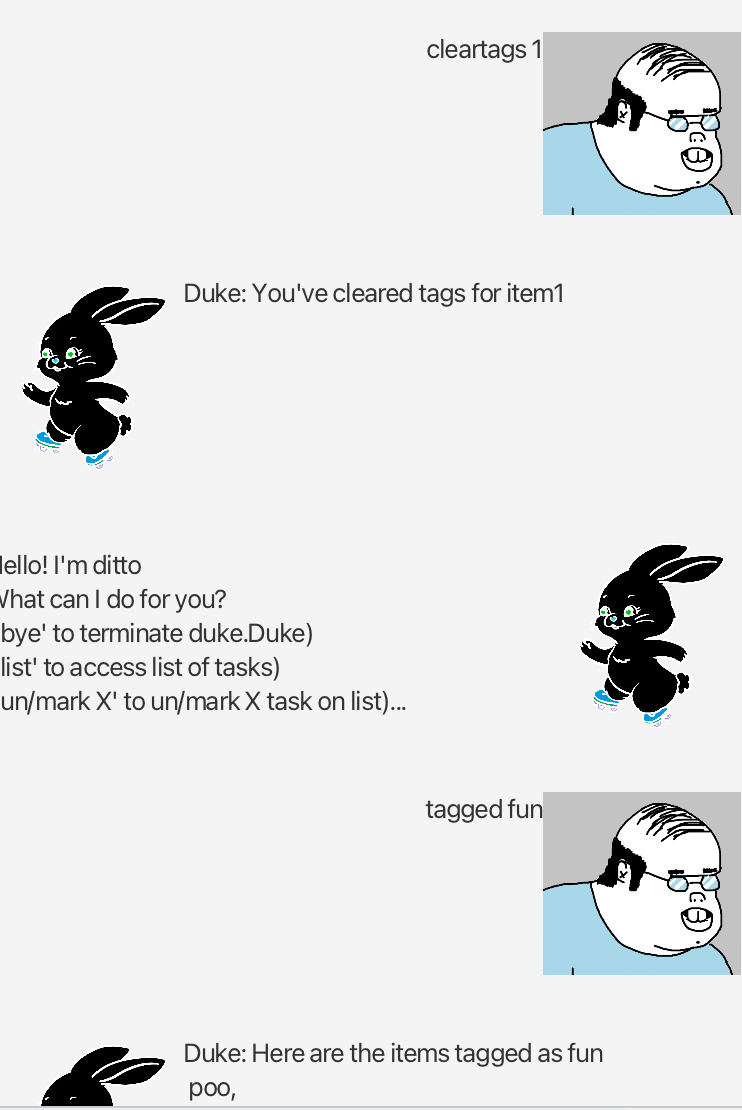 cleartags 1
Duke: You've cleared tags for item1
ello! I'm ditto
What can I do for you?
bye' to terminate duke.Duke)
list' to access list of tasks)
un/mark X' to un/mark X task on list)...
tagged fun
Duke: Here are the items tagged as fun
poo,